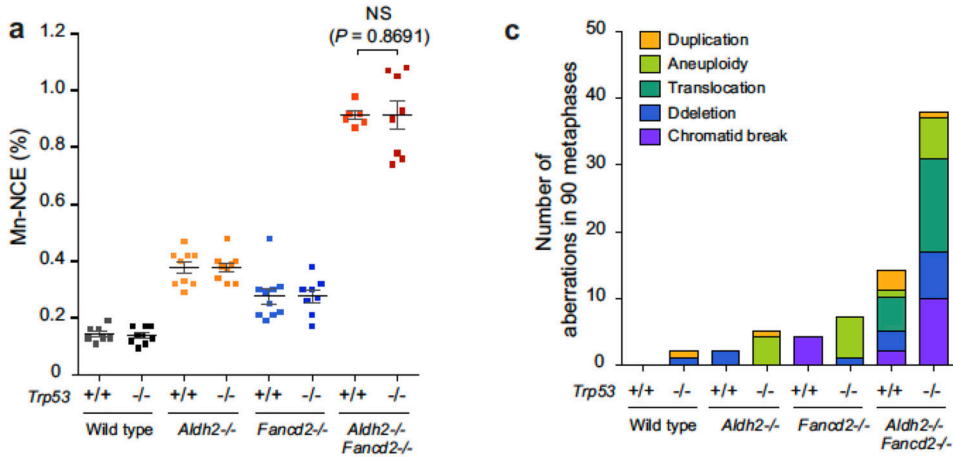 a
NS
(P = 0.8691)
Mn-NCE (%)
1.2
1.0
0.8
0.6
0.4
0.2
0
Trp53 +/+ -/- +/+ -/- +/+ -/- +/+ -/-
Wild type Aldh2-/- Fancd2-/- Aldh2-/-
Fancd2-/-
c
Number of
aberrations in 90 metaphases
50
40
30
20
10
0
Duplication
Aneuploidy
Translocation
Ddeletion
Chromatid break
Trp53 +/+ -/- +/+ -/- +/+ -/- +/+ -/-
Wild type Aldh2-/- Fancd2-/- Aldh2-/-
Fancd2-/-